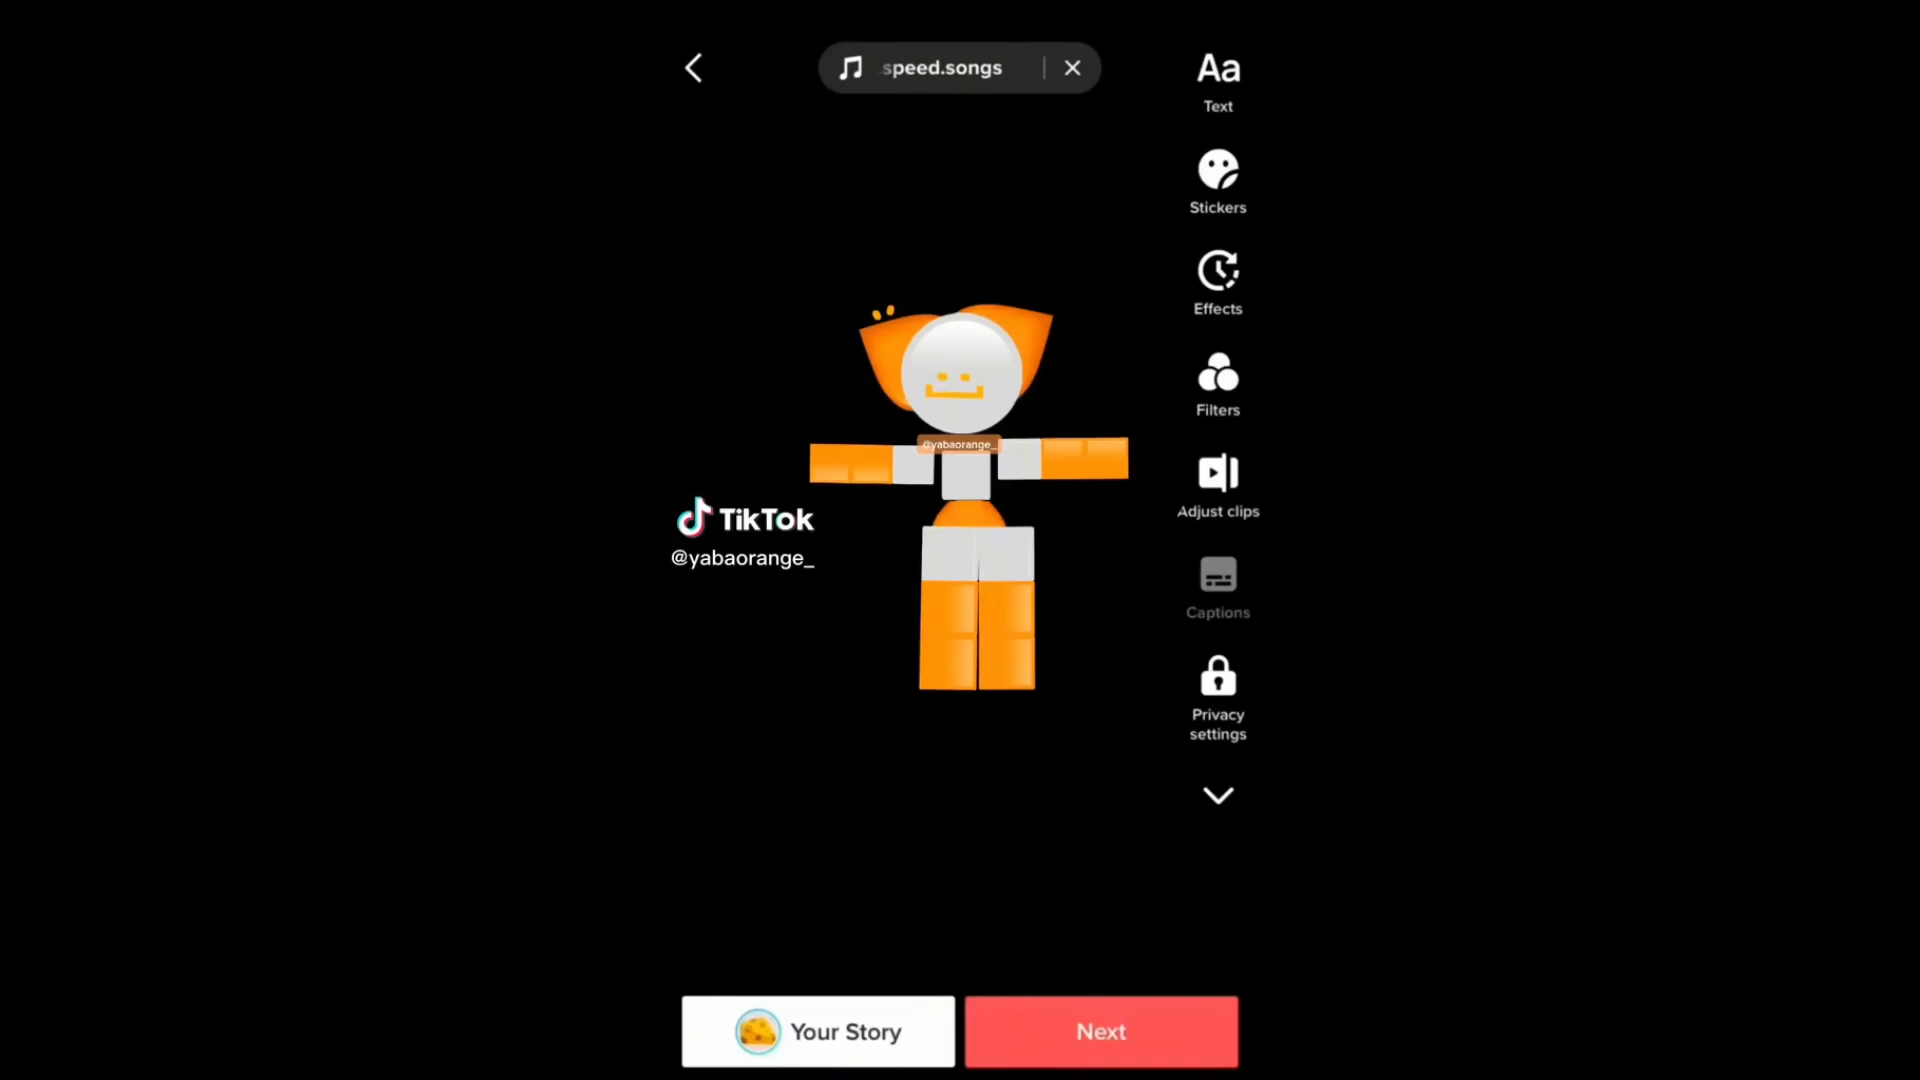 .speed.songs
Aa
Text
Stickers
Effects
Filters
Adjust clips
Captions
Privacy
settings
@yabaorange_
TikTok
@yabaorange_
Your Story
Next